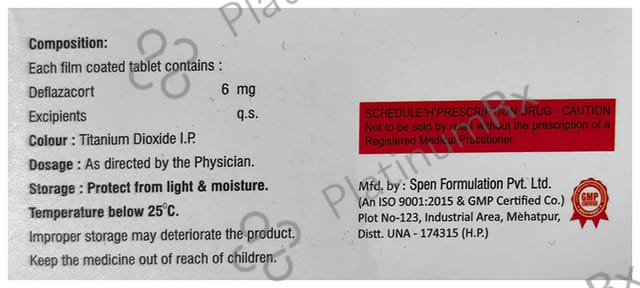 Composition:
Each film coated tablet contains :
Deflazacort 6 mg
Excipients q.s.
Colour : Titanium Dioxide I.P.
Dosage : As directed by the Physician.
Storage : Protect from light & moisture.
Temperature below 25°C.
Improper storage may deteriorate the product.
Keep the medicine out of reach of children.
SCHEDULE 'H' PRESCRIPTION DRUG - CAUTION
Not to be sold by retail without the prescription of a
Registered Medical Practitioner.
Mfd. by : Spen Formulation Pvt. Ltd.
(An ISO 9001:2015 & GMP Certified Co.)
Plot No-123, Industrial Area, Mehatpur,
Distt. UNA - 174315 (H.P.)
GMP
CERTIFIED
PlatinumRx
PlatinumRx